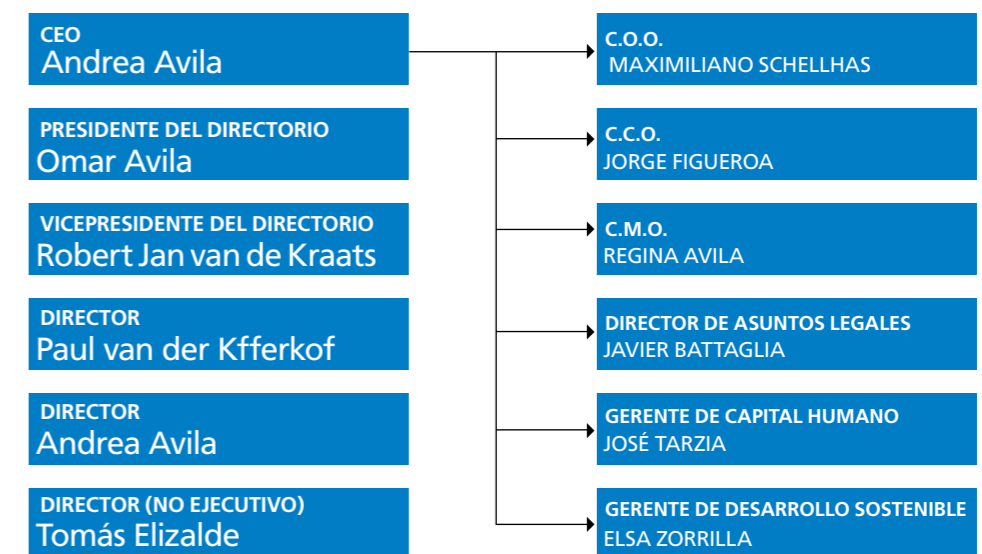 CEO
Andrea Avila
PRESIDENTE DEL DIRECTORIO
Omar Avila
VICEPRESIDENTE DEL DIRECTORIO
Robert Jan van de Kraats
DIRECTOR
Paul van der Kfferkof
DIRECTOR
Andrea Avila
DIRECTOR (NO EJECUTIVO)
Tomás Elizalde
C.O.O.
MAXIMILIANO SCHELLHAS
C.C.O.
JORGE FIGUEROA
C.M.O.
REGINA AVILA
DIRECTOR DE ASUNTOS LEGALES
JAVIER BATTAGLIA
GERENTE DE CAPITAL HUMANO
JOSÉ TARZIA
GERENTE DE DESARROLLO SOSTENIBLE
ELSA ZORRILLA